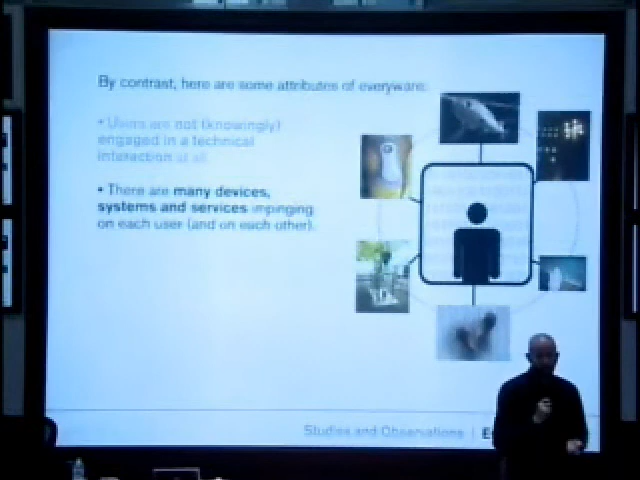 By contrast, here are some attributes of everyware:
• Users are not (knowingly)
engaged in a technical
interaction at all.
• There are many devices,
systems and services impinging
on each user (and on each other).
Studies and Observations |